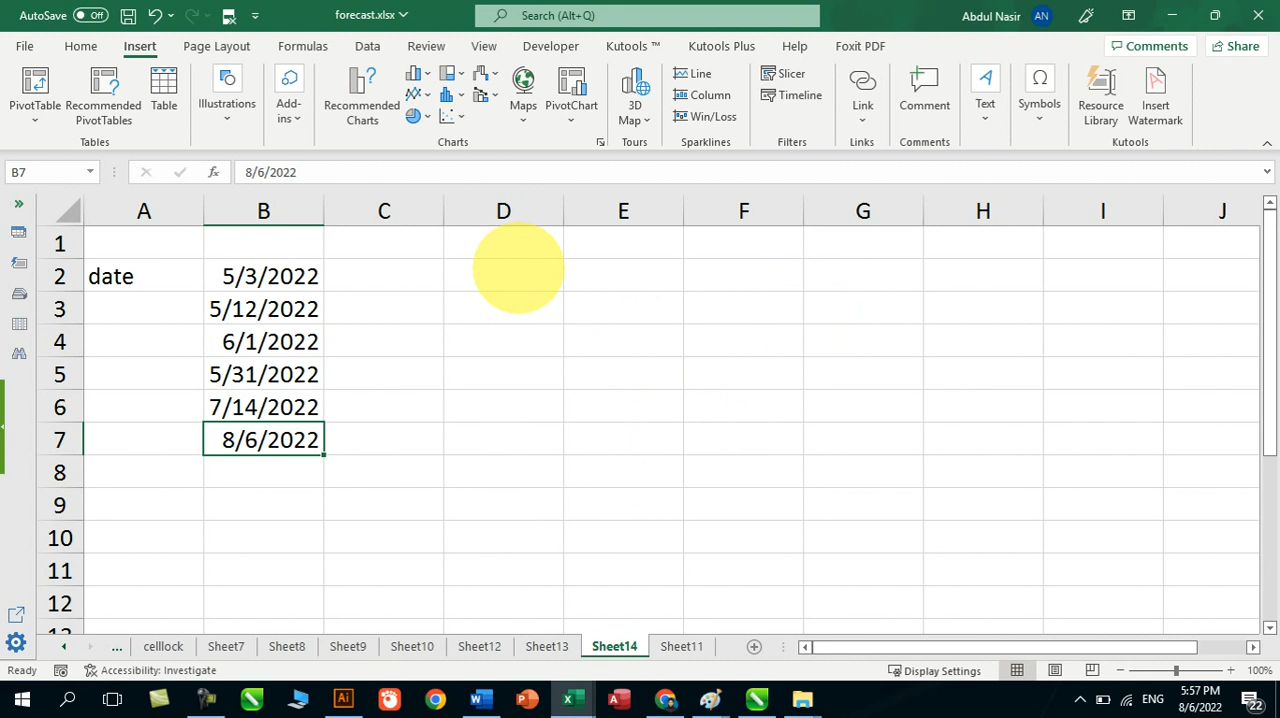 AutoSave Off forecast.xlsx Search (Alt+Q) Abdul Nasir AN
File Home Insert Page Layout Formulas Data Review View Developer Kutools ™ Kutools Plus Help Foxit PDF Comments Share
PivotTable Recommended PivotTables Table Illustrations Add-ins Recommended Charts Maps PivotChart 3D Map Line Column Win/Loss Slicer Timeline Link Comment Text Symbols Resource Library Insert Watermark
Tables Charts Tours Sparklines Filters Links Comments Kutools
B7 fx 8/6/2022
A B C D E F G H I J
1
2 date 5/3/2022
3 5/12/2022
4 6/1/2022
5 5/31/2022
6 7/14/2022
7 8/6/2022
8
9
10
11
12
13
... celllock Sheet7 Sheet8 Sheet9 Sheet10 Sheet12 Sheet13 Sheet14 Sheet11
Ready Accessibility: Investigate Display Settings 100%
ENG 5:57 PM
8/6/2022 22